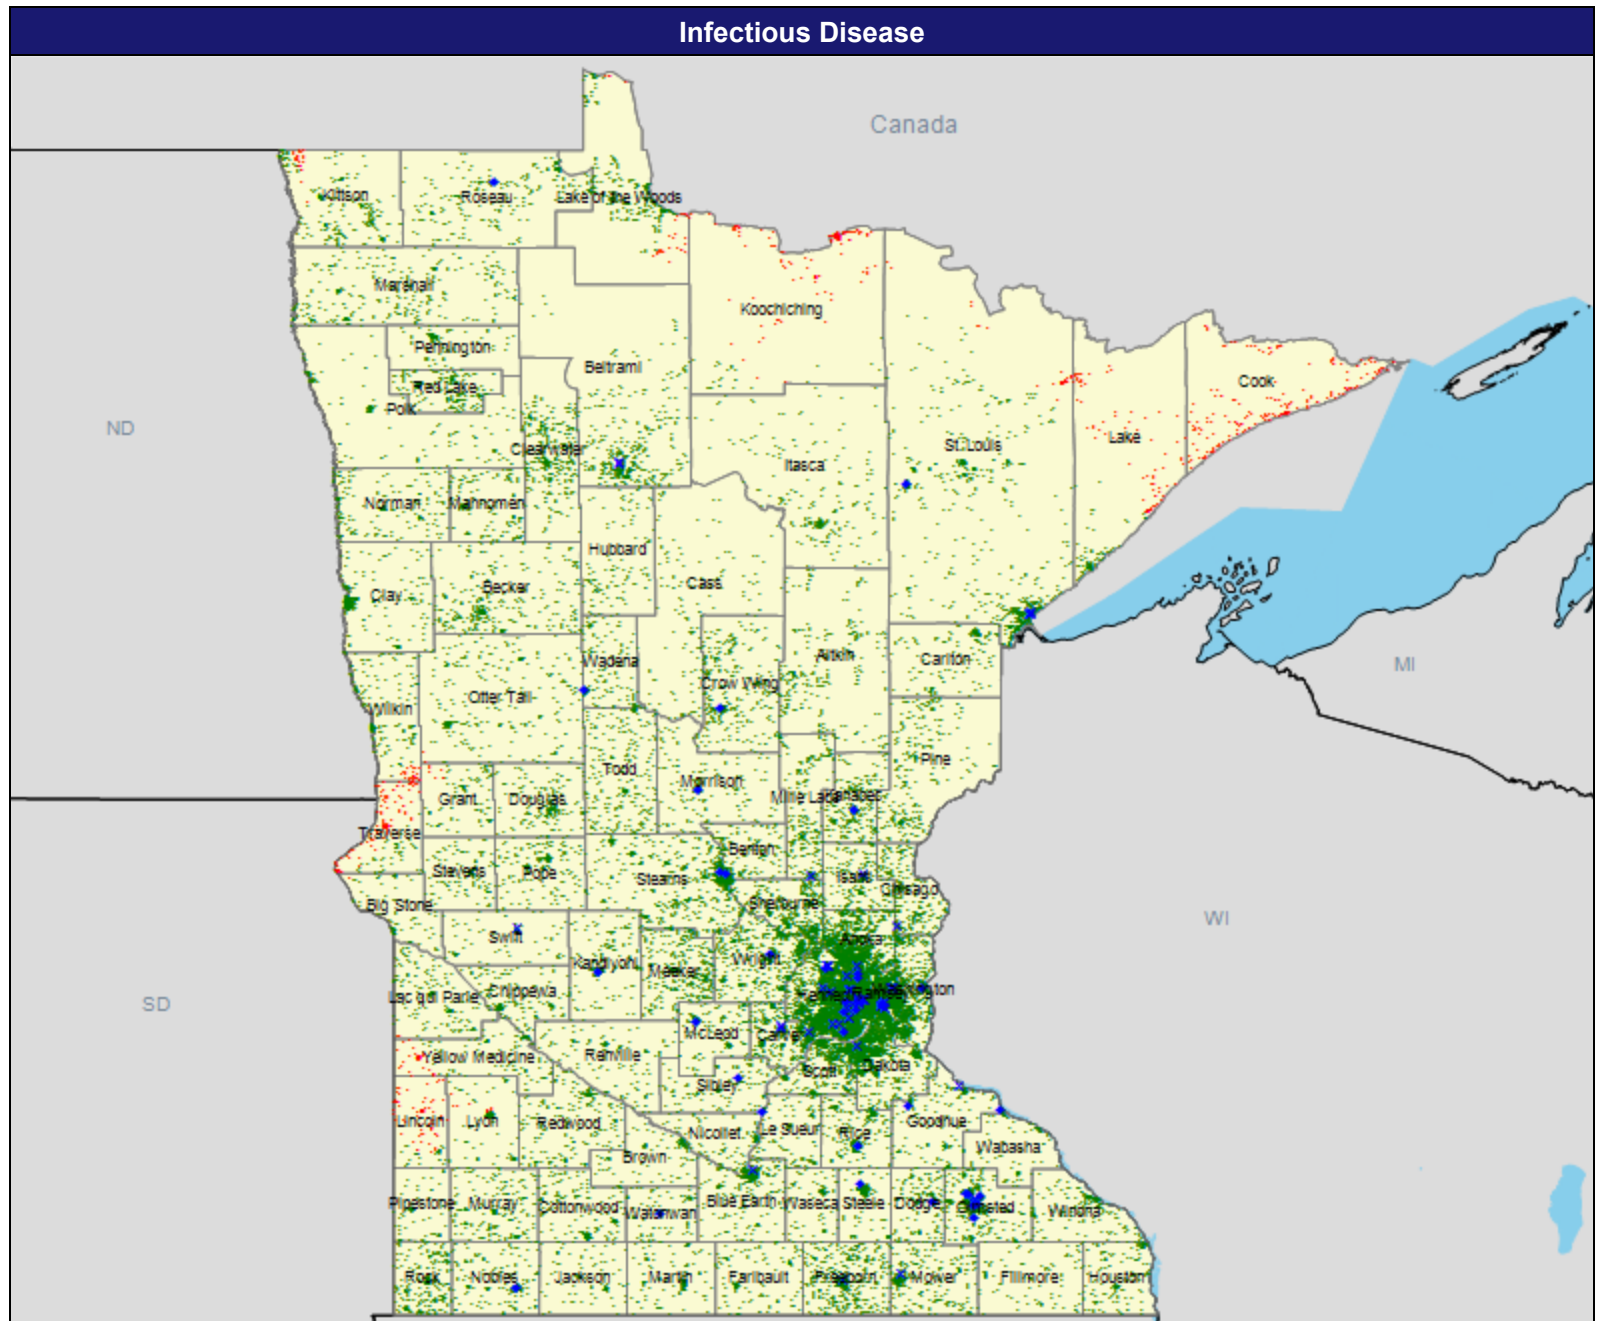 Infectious Disease
Canada
Kittson
Roseau
Lake of the Woods
Marshall
Koochiching
Pennington
Beltrami
Red Lake
Cook
Polk
ND
Lake
St. Louis
Clearwater
Itasca
Norman
Mahnomen
Hubbard
Cass
Becker
Clay
Aitkin
Carlton
Wadena
MI
Crow Wing
Otter Tail
Wilkin
Pine
Todd
Morrison
Grant
Douglas
Mille Lacs
Kanabec
Traverse
Benton
Stevens
Pope
Stearns
Isanti
Chisago
Big Stone
Sherburne
WI
Swift
Anoka
Wright
Kandiyohi
Meeker
Chippewa
Hennepin
Ramsey
Washington
Lac qui Parle
SD
McLeod
Carver
Yellow Medicine
Renville
Scott
Dakota
Sibley
Lincoln
Lyon
Redwood
Nicollet
Le Sueur
Rice
Goodhue
Wabasha
Brown
Pipestone
Murray
Cottonwood
Watonwan
Blue Earth
Waseca
Steele
Dodge
Olmsted
Winona
Rock
Nobles
Jackson
Martin
Faribault
Freeborn
Mower
Fillmore
Houston